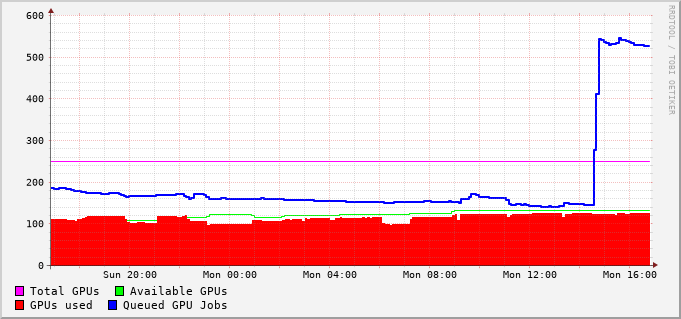 600
500
400
300
200
100
0
Sun 20:00 Mon 00:00 Mon 04:00 Mon 08:00 Mon 12:00 Mon 16:00
Total GPUs Available GPUs
GPUs used Queued GPU Jobs
RRDTOOL / TOBI OETIKER